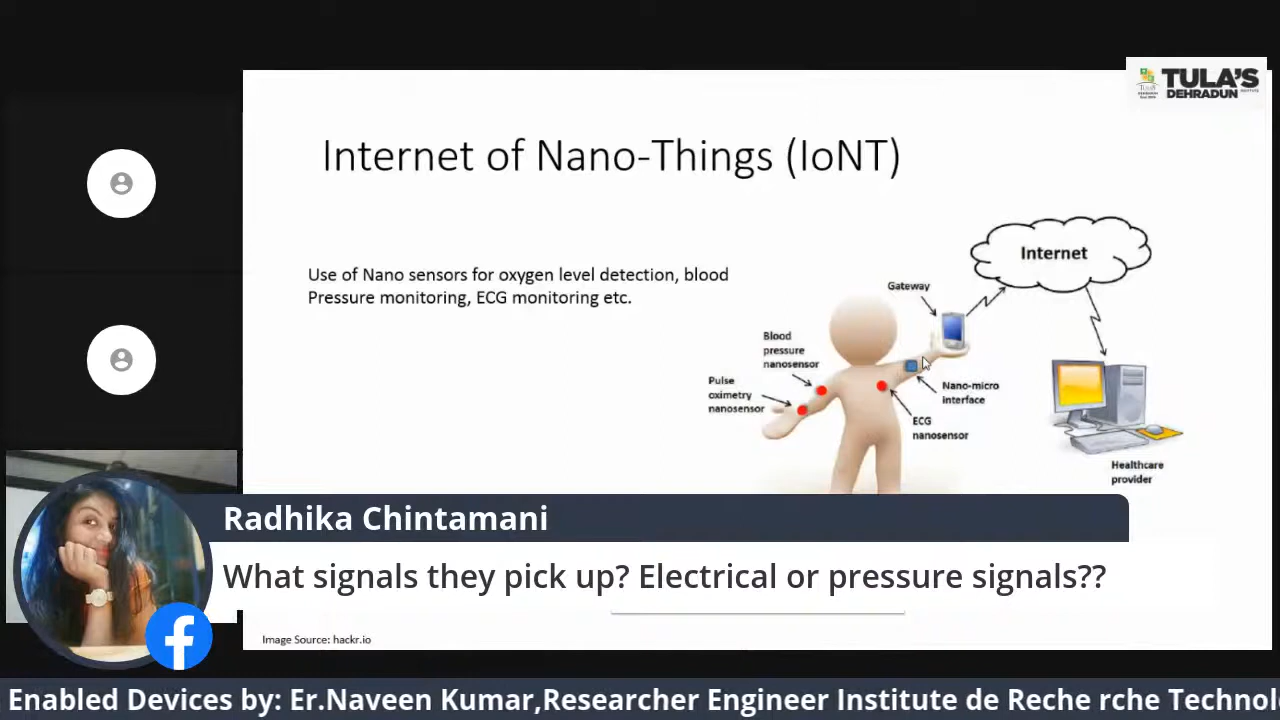 TULA'S
DEHRADUN
Internet of Nano-Things (IoNT)
Use of Nano sensors for oxygen level detection, blood
Pressure monitoring, ECG monitoring etc.
Internet
Gateway
Blood
pressure
nanosensor
Pulse
oximetry
nanosensor
Nano-micro
interface
ECG
nanosensor
Healthcare
provider
Radhika Chintamani
What signals they pick up? Electrical or pressure signals??
Image Source: hackr.io
Enabled Devices by: Er.Naveen Kumar,Researcher Engineer Institute de Reche rche Technol